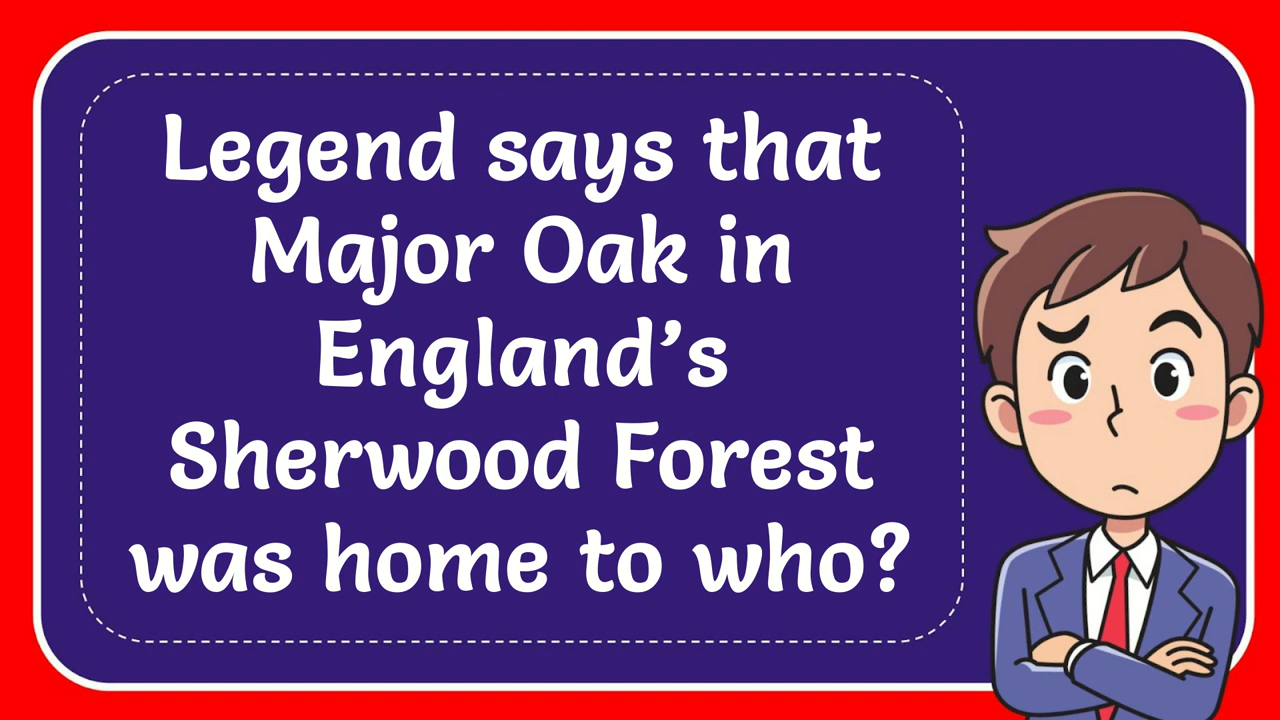 Legend says that
Major Oak in
England’s
Sherwood Forest
was home to who?